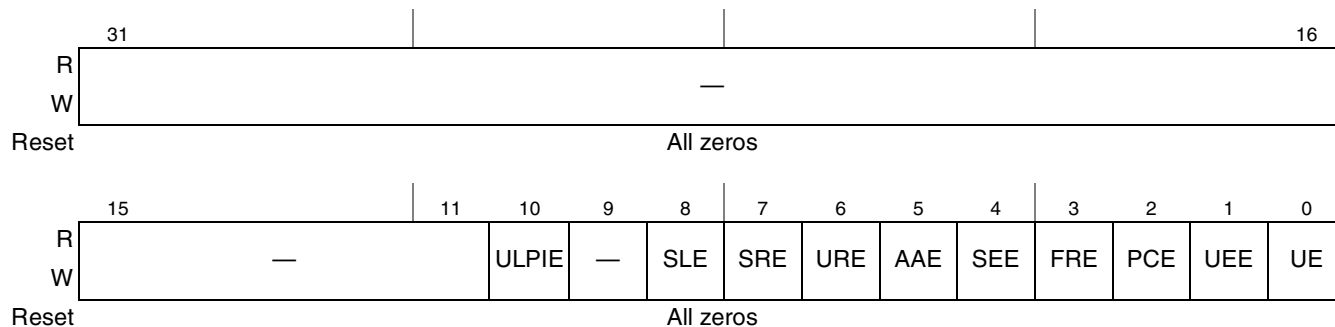 31 16
R
—
W
Reset All zeros
15 11 10 9 8 7 6 5 4 3 2 1 0
R
— ULPIE — SLE SRE URE AAE SEE FRE PCE UEE UE
W
Reset All zeros